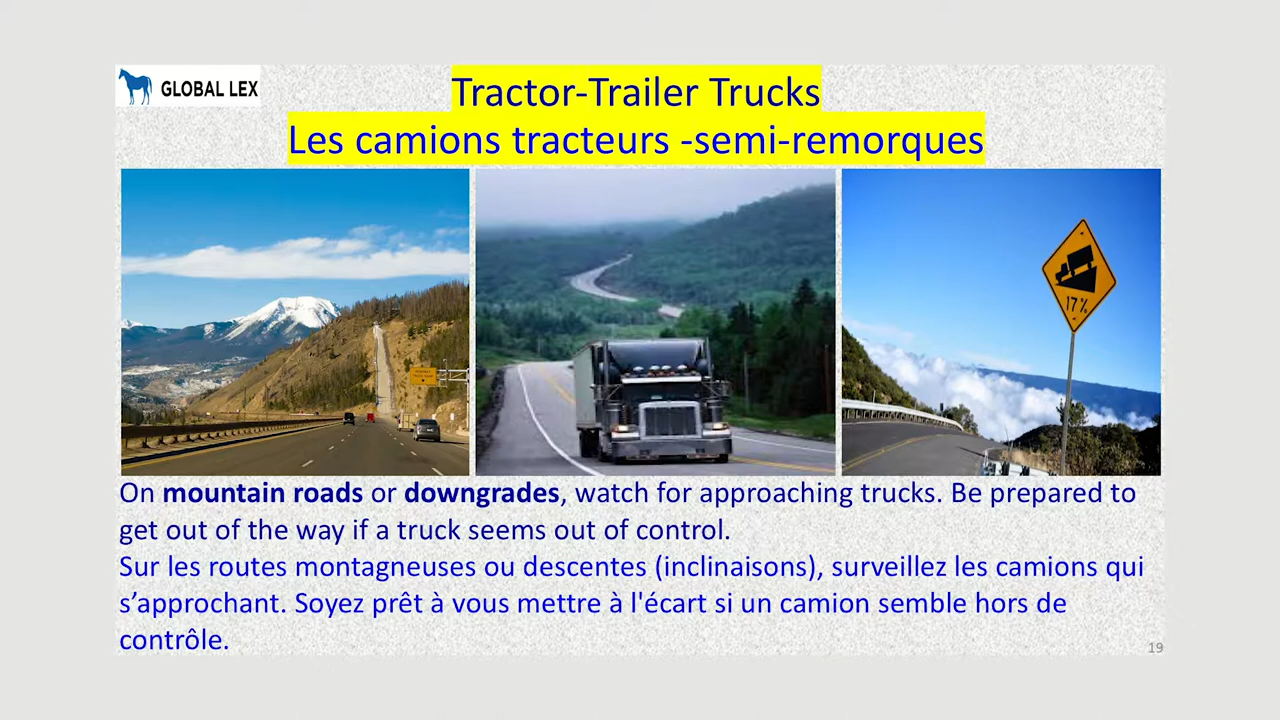 GLOBAL LEX
Tractor-Trailer Trucks
Les camions tracteurs -semi-remorques
17%
On mountain roads or downgrades, watch for approaching trucks. Be prepared to
get out of the way if a truck seems out of control.
Sur les routes montagneuses ou descentes (inclinaisons), surveillez les camions qui
s’approchant. Soyez prêt à vous mettre à l'écart si un camion semble hors de
contrôle.
19